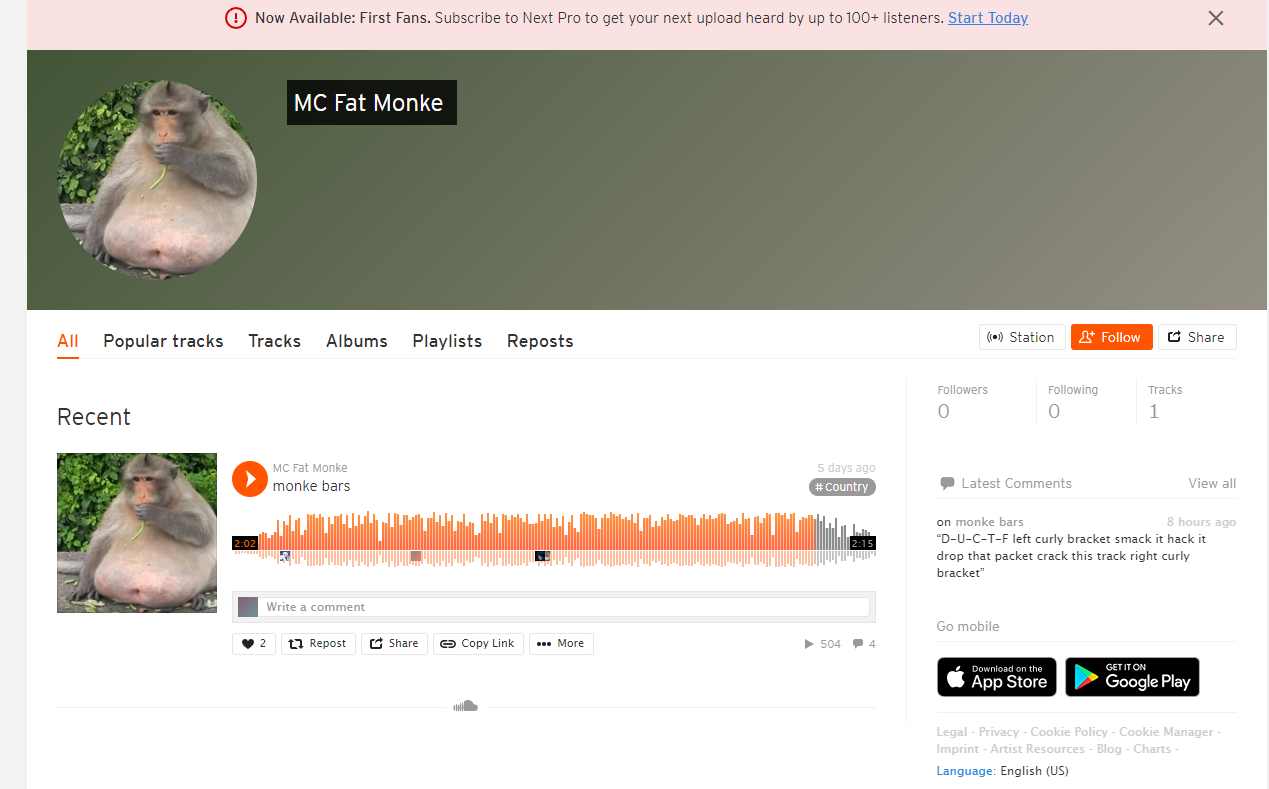 Now Available: First Fans. Subscribe to Next Pro to get your next upload heard by up to 100+ listeners. Start Today
MC Fat Monke
All Popular tracks Tracks Albums Playlists Reposts
Station Follow Share
Followers Following Tracks
0 0 1
Recent
MC Fat Monke 5 days ago
monke bars # Country
2:02 2:15
Write a comment
2 Repost Share Copy Link More 504 4
Latest Comments View all
on monke bars 8 hours ago
“D-U-C-T-F left curly bracket smack it hack it
drop that packet crack this track right curly
bracket”
Go mobile
Download on the
App Store
GET IT ON
Google Play
Legal - Privacy - Cookie Policy - Cookie Manager -
Imprint - Artist Resources - Blog - Charts -
Language: English (US)